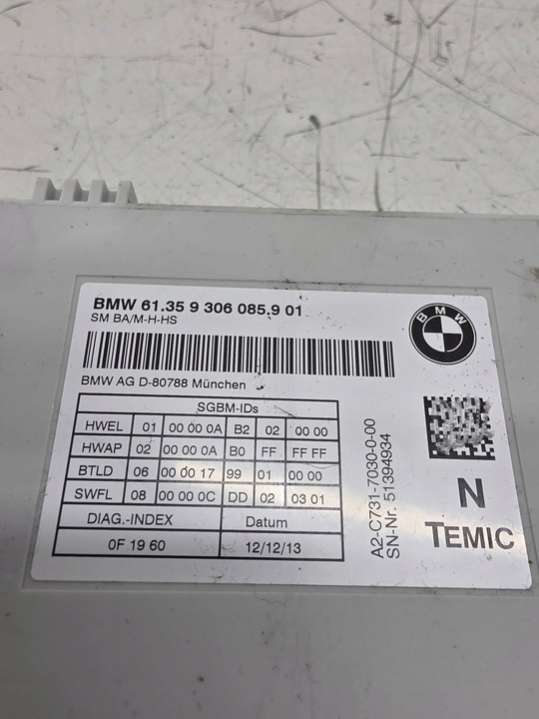 BMW 61.35 9 306 085.9 01
SM BA/M-H-HS
BMW
BMW AG D-80788 München
SGBM-IDs
HWEL 01 00 00 0A B2 02 00 00
HWAP 02 00 00 0A B0 FF FF FF
BTLD 06 00 00 17 99 01 00 00
SWFL 08 00 00 0C DD 02 03 01
DIAG.-INDEX Datum
0F 19 60 12/12/13
A2-C731-7030-0-00
SN-Nr. 51394934
N
TEMIC